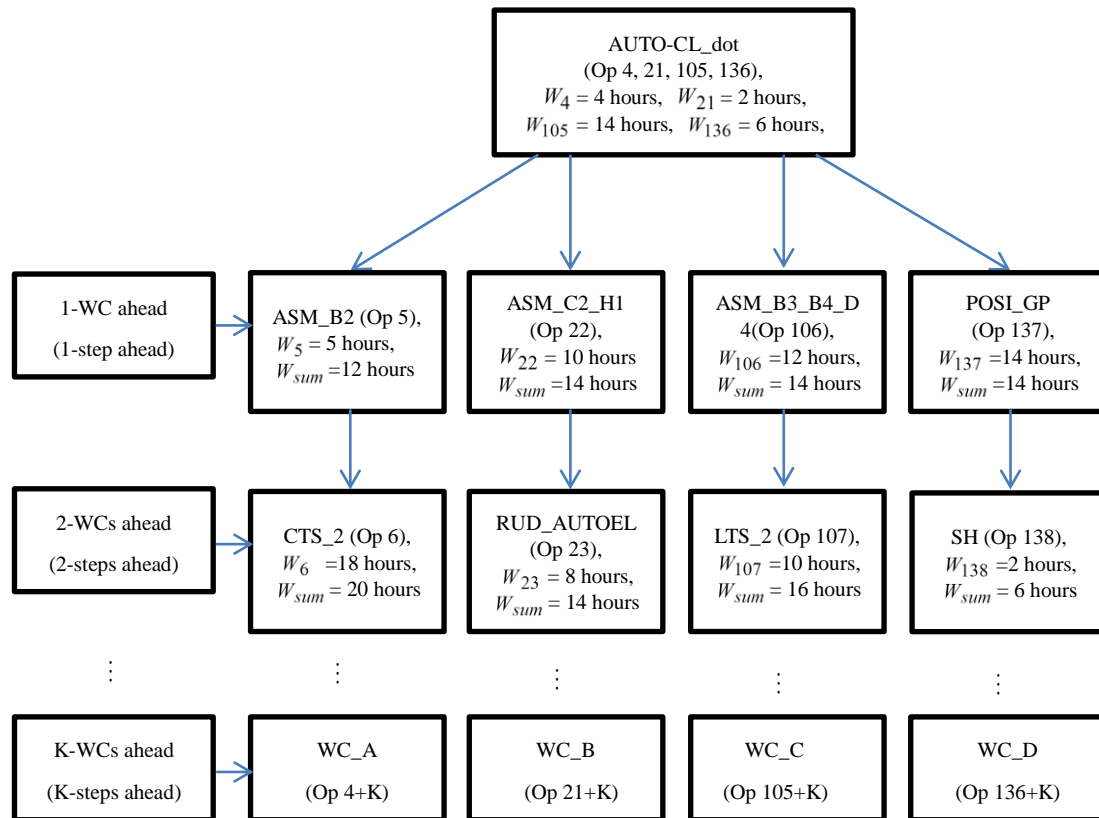 AUTO-CL_dot
(Op 4, 21, 105, 136),
W4 = 4 hours, W21 = 2 hours,
W105 = 14 hours, W136 = 6 hours,
1-WC ahead
(1-step ahead)
ASM_B2 (Op 5),
W5 = 5 hours,
Wsum =12 hours
ASM_C2_H1
(Op 22),
W22 = 10 hours
Wsum = 14 hours
ASM_B3_B4_D
4(Op 106),
W106 = 12 hours,
Wsum = 14 hours
POSI_GP
(Op 137),
W137 = 14 hours,
Wsum = 14 hours
2-WCs ahead
(2-steps ahead)
CTS_2 (Op 6),
W6 =18 hours,
Wsum = 20 hours
RUD_AUTOEL
(Op 23),
W23 = 8 hours,
Wsum = 14 hours
LTS_2 (Op 107),
W107 = 10 hours,
Wsum = 16 hours
SH (Op 138),
W138 =2 hours,
Wsum = 6 hours
⋮ ⋮ ⋮ ⋮ ⋮
K-WCs ahead
(K-steps ahead)
WC_A
(Op 4+K)
WC_B
(Op 21+K)
WC_C
(Op 105+K)
WC_D
(Op 136+K)